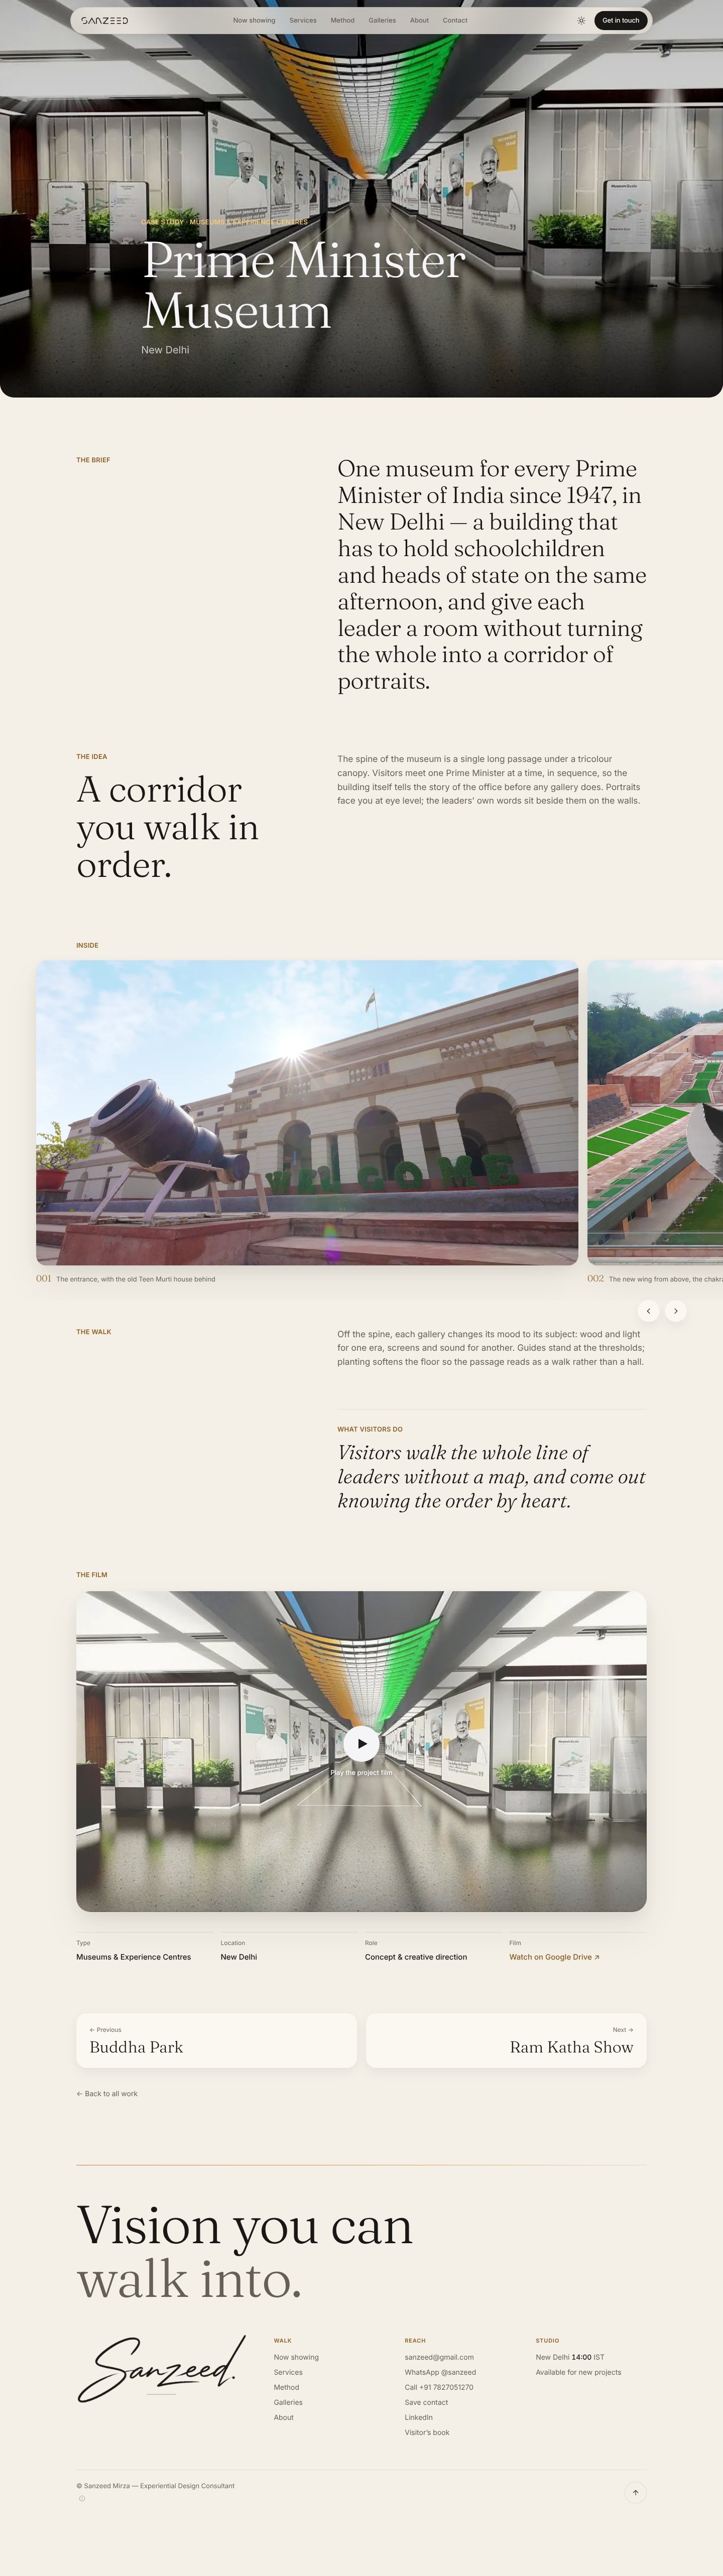 SANZEED
Now showing
Services
Method
Galleries
About
Contact
Get in touch
CASE STUDY · MUSEUMS & EXPERIENCE CENTRES
Prime Minister
Museum
New Delhi
THE BRIEF
One museum for every Prime
Minister of India since 1947, in
New Delhi — a building that
has to hold schoolchildren
and heads of state on the same
afternoon, and give each
leader a room without turning
the whole into a corridor of
portraits.
THE IDEA
A corridor
you walk in
order.
The spine of the museum is a single long passage under a tricolour
canopy. Visitors meet one Prime Minister at a time, in sequence, so the
building itself tells the story of the office before any gallery does. Portraits
face you at eye level; the leaders’ own words sit beside them on the walls.
INSIDE
WELCOME
001 The entrance, with the old Teen Murti house behind
002 The new wing from above, the chakra
THE WALK
Off the spine, each gallery changes its mood to its subject: wood and light
for one era, screens and sound for another. Guides stand at the thresholds;
planting softens the floor so the passage reads as a walk rather than a hall.
WHAT VISITORS DO
Visitors walk the whole line of
leaders without a map, and come out
knowing the order by heart.
THE FILM
Play the project film
Type
Museums & Experience Centres
Location
New Delhi
Role
Concept & creative direction
Film
Watch on Google Drive ↗
← Previous
Buddha Park
Next →
Ram Katha Show
← Back to all work
Vision you can
walk into.
Sanzeed.
WALK
Now showing
Services
Method
Galleries
About
REACH
sanzeed@gmail.com
WhatsApp @sanzeed
Call +91 7827051270
Save contact
LinkedIn
Visitor’s book
STUDIO
New Delhi 14:00 IST
Available for new projects
© Sanzeed Mirza — Experiential Design Consultant